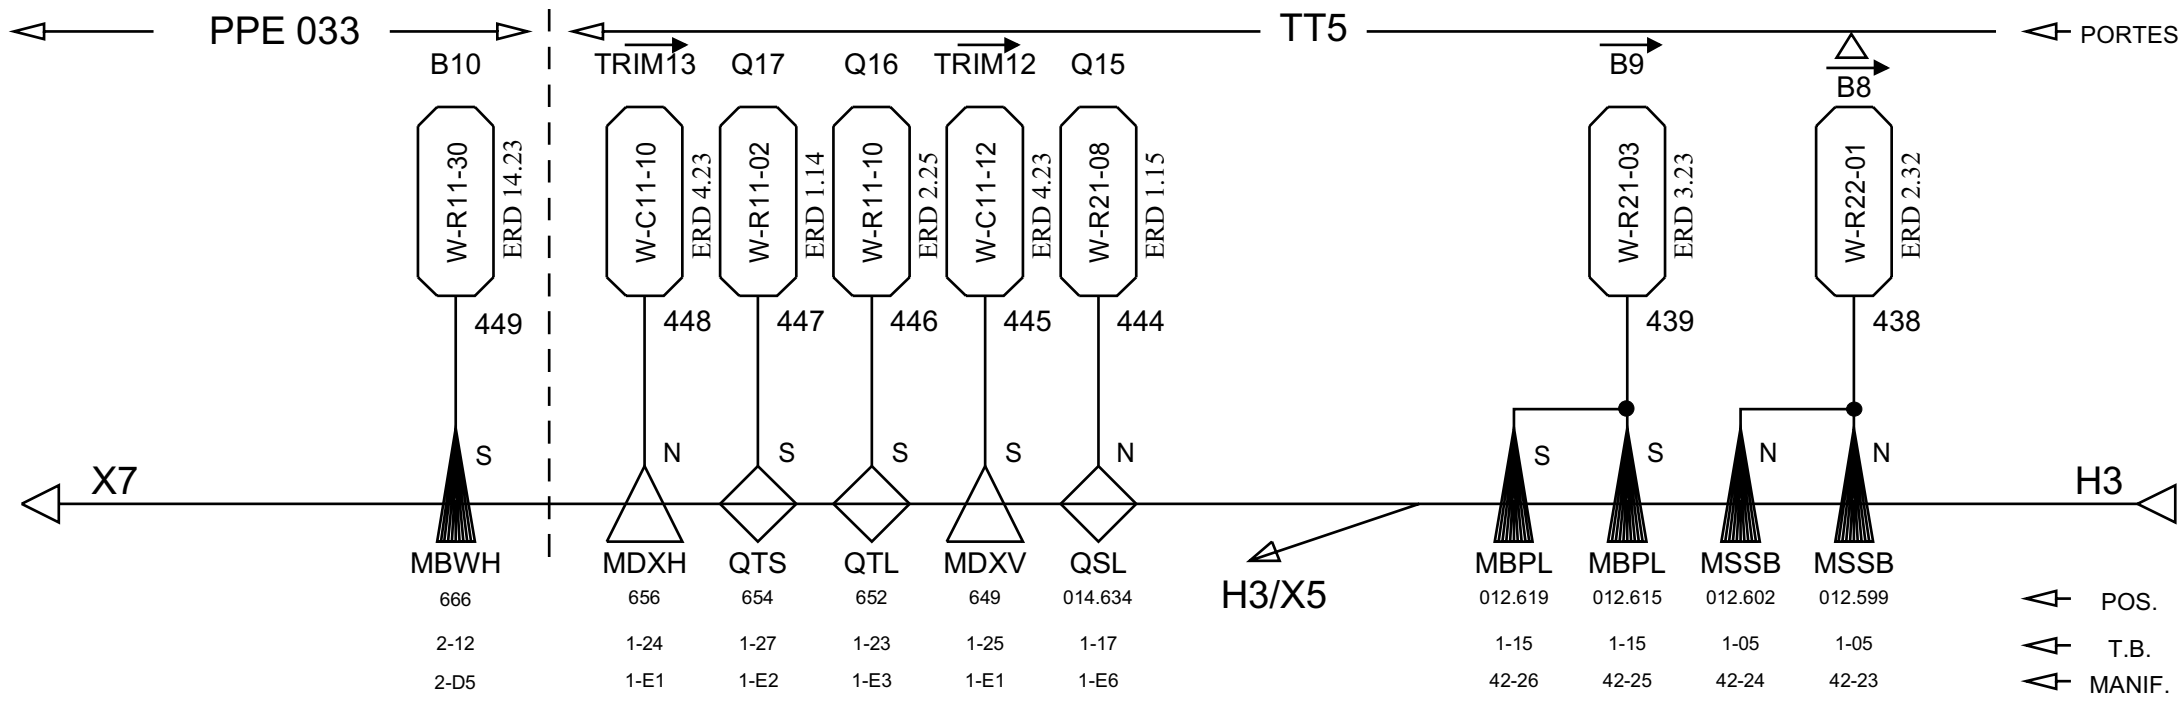 PPE 033 TT5 PORTES
B10 TRIM13 Q17 Q16 TRIM12 Q15 B9 B8
W-R11-30 ERD 14.23
W-C11-10 ERD 4.23
W-R11-02 ERD 1.14
W-R11-10 ERD 2.25
W-C11-12 ERD 4.23
W-R21-08 ERD 1.15
W-R21-03 ERD 3.23
W-R22-01 ERD 2.32
449 448 447 446 445 444 439 438
S N S S S N S S N N
X7 H3
MBWH MDXH QTS QTL MDXV QSL MBPL MBPL MSSB MSSB
H3/X5
666 656 654 652 649 014.634 012.619 012.615 012.602 012.599 POS.
2-12 1-24 1-27 1-23 1-25 1-17 1-15 1-15 1-05 1-05 T.B.
2-D5 1-E1 1-E2 1-E3 1-E1 1-E6 42-26 42-25 42-24 42-23 MANIF.